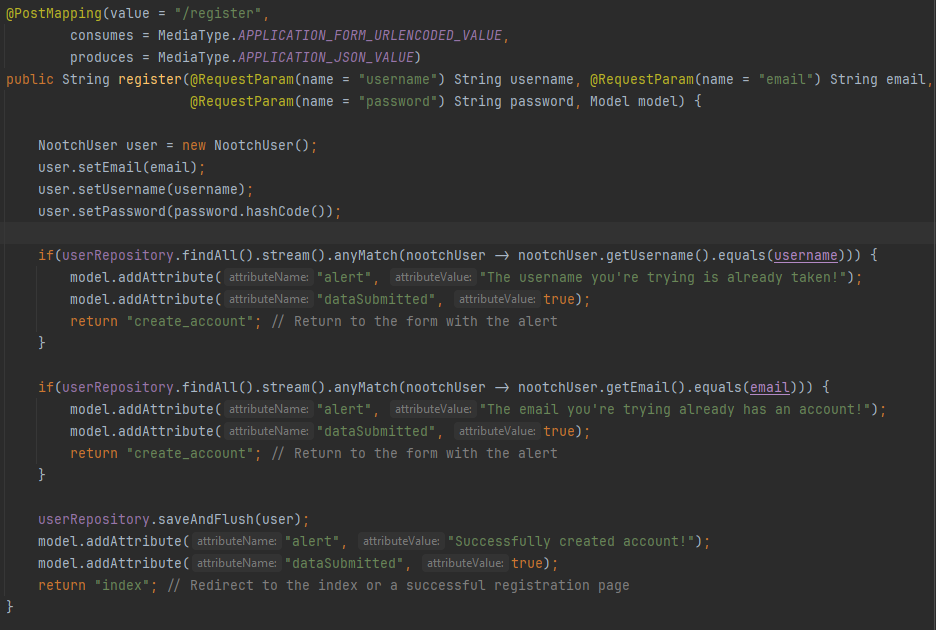 @PostMapping(value = "/register",
        consumes = MediaType.APPLICATION_FORM_URLENCODED_VALUE,
        produces = MediaType.APPLICATION_JSON_VALUE)
public String register(@RequestParam(name = "username") String username, @RequestParam(name = "email") String email,
                       @RequestParam(name = "password") String password, Model model) {
    NootchUser user = new NootchUser();
    user.setEmail(email);
    user.setUsername(username);
    user.setPassword(password.hashCode());
    if(userRepository.findAll().stream().anyMatch(nootchUser → nootchUser.getUsername().equals(username))) {
        model.addAttribute( attributeName: "alert", attributeValue: "The username you're trying is already taken!");
        model.addAttribute( attributeName: "dataSubmitted", attributeValue: true);
        return "create_account"; // Return to the form with the alert
    }
    if(userRepository.findAll().stream().anyMatch(nootchUser → nootchUser.getEmail().equals(email))) {
        model.addAttribute( attributeName: "alert", attributeValue: "The email you're trying already has an account!");
        model.addAttribute( attributeName: "dataSubmitted", attributeValue: true);
        return "create_account"; // Return to the form with the alert
    }
    userRepository.saveAndFlush(user);
    model.addAttribute( attributeName: "alert", attributeValue: "Successfully created account!");
    model.addAttribute( attributeName: "dataSubmitted", attributeValue: true);
    return "index"; // Redirect to the index or a successful registration page
}